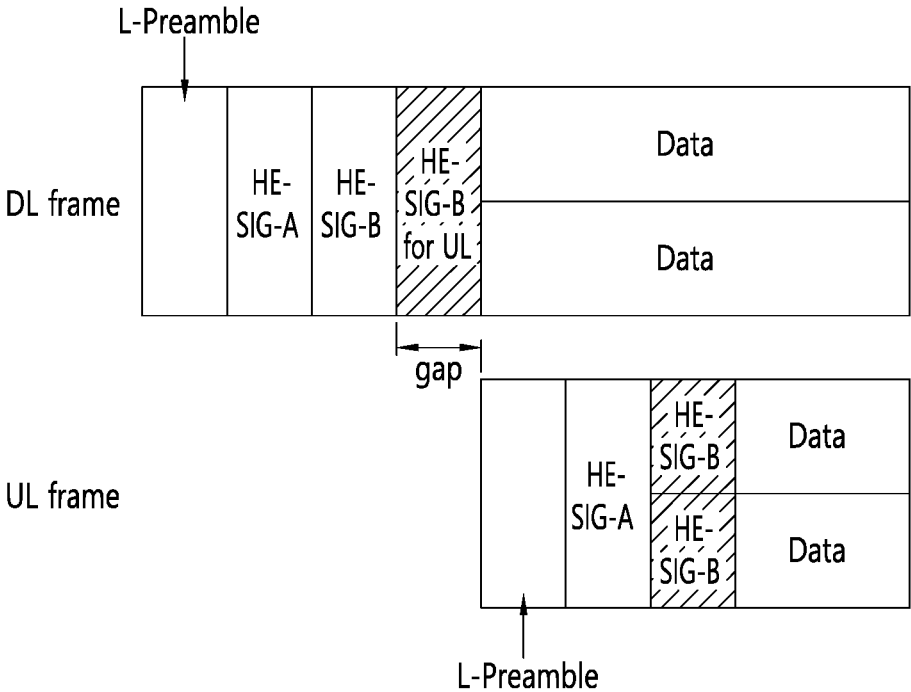 L-Preamble
DL frame
HE-
SIG-A
HE-
SIG-B
HE-
SIG-B
for UL
Data
Data
gap
UL frame
HE-
SIG-A
HE-
SIG-B
HE-
SIG-B
Data
Data
L-Preamble